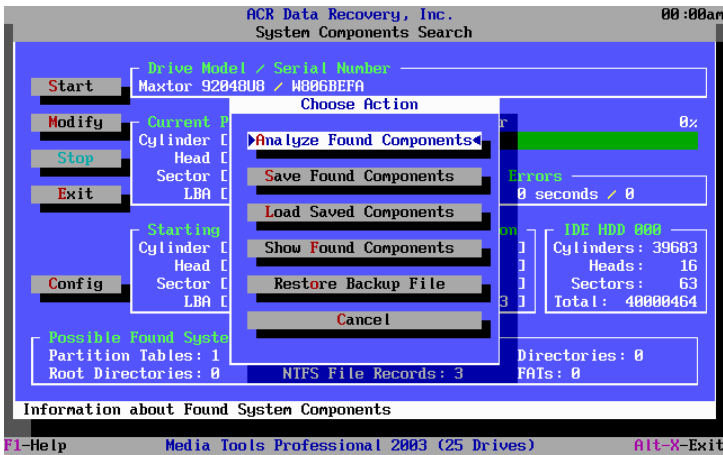 ACR Data Recovery, Inc.
00:00am
System Components Search
Drive Model / Serial Number
Start
Maxtor 92048U8 / W806BEFA
Choose Action
Modify
Current P
r
0%
Cylinder [
Analyze Found Components
Stop
Head [
Sector [
Save Found Components
Errors
Exit
LBA [
0 seconds / 0
Load Saved Components
Starting
on
IDE HDD 000
Cylinder [
Show Found Components
]
Cylinders: 39683
Head [
]
Heads: 16
Config
Sector [
Restore Backup File
]
Sectors: 63
LBA [
3 ]
Total: 40000464
Cancel
Possible Found Syste
Partition Tables: 1
Directories: 0
Root Directories: 0
NTFS File Records: 3
FATs: 0
Information about Found System Components
F1-Help
Media Tools Professional 2003 (25 Drives)
Alt-X-Exit